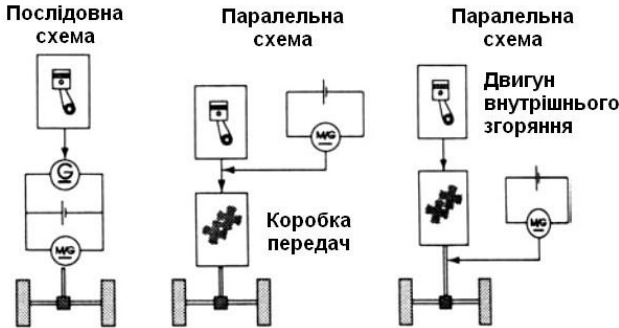 Послідовна
схема
Паралельна
схема
Паралельна
схема
Двигун
внутрішнього
згоряння
G
M/G
M/G
M/G
Коробка
передач